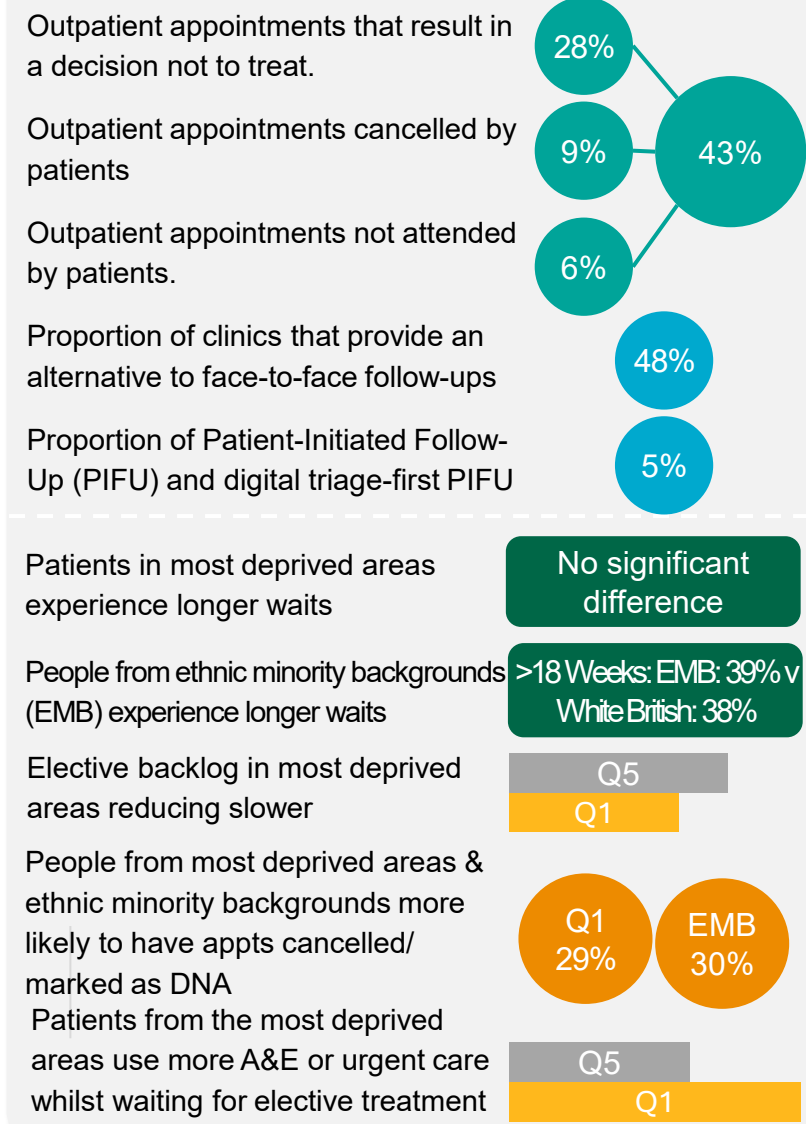 Outpatient appointments that result in
a decision not to treat.
28%
Outpatient appointments cancelled by
patients
9%
43%
Outpatient appointments not attended
by patients.
6%
Proportion of clinics that provide an
alternative to face-to-face follow-ups
48%
Proportion of Patient-Initiated Follow-
Up (PIFU) and digital triage-first PIFU
5%
Patients in most deprived areas
experience longer waits
No significant
difference
People from ethnic minority backgrounds
(EMB) experience longer waits
>18 Weeks: EMB: 39% v
White British: 38%
Elective backlog in most deprived
areas reducing slower
Q5
Q1
People from most deprived areas &
ethnic minority backgrounds more
likely to have appts cancelled/
marked as DNA
Q1
29%
EMB
30%
Patients from the most deprived
areas use more A&E or urgent care
whilst waiting for elective treatment
Q5
Q1